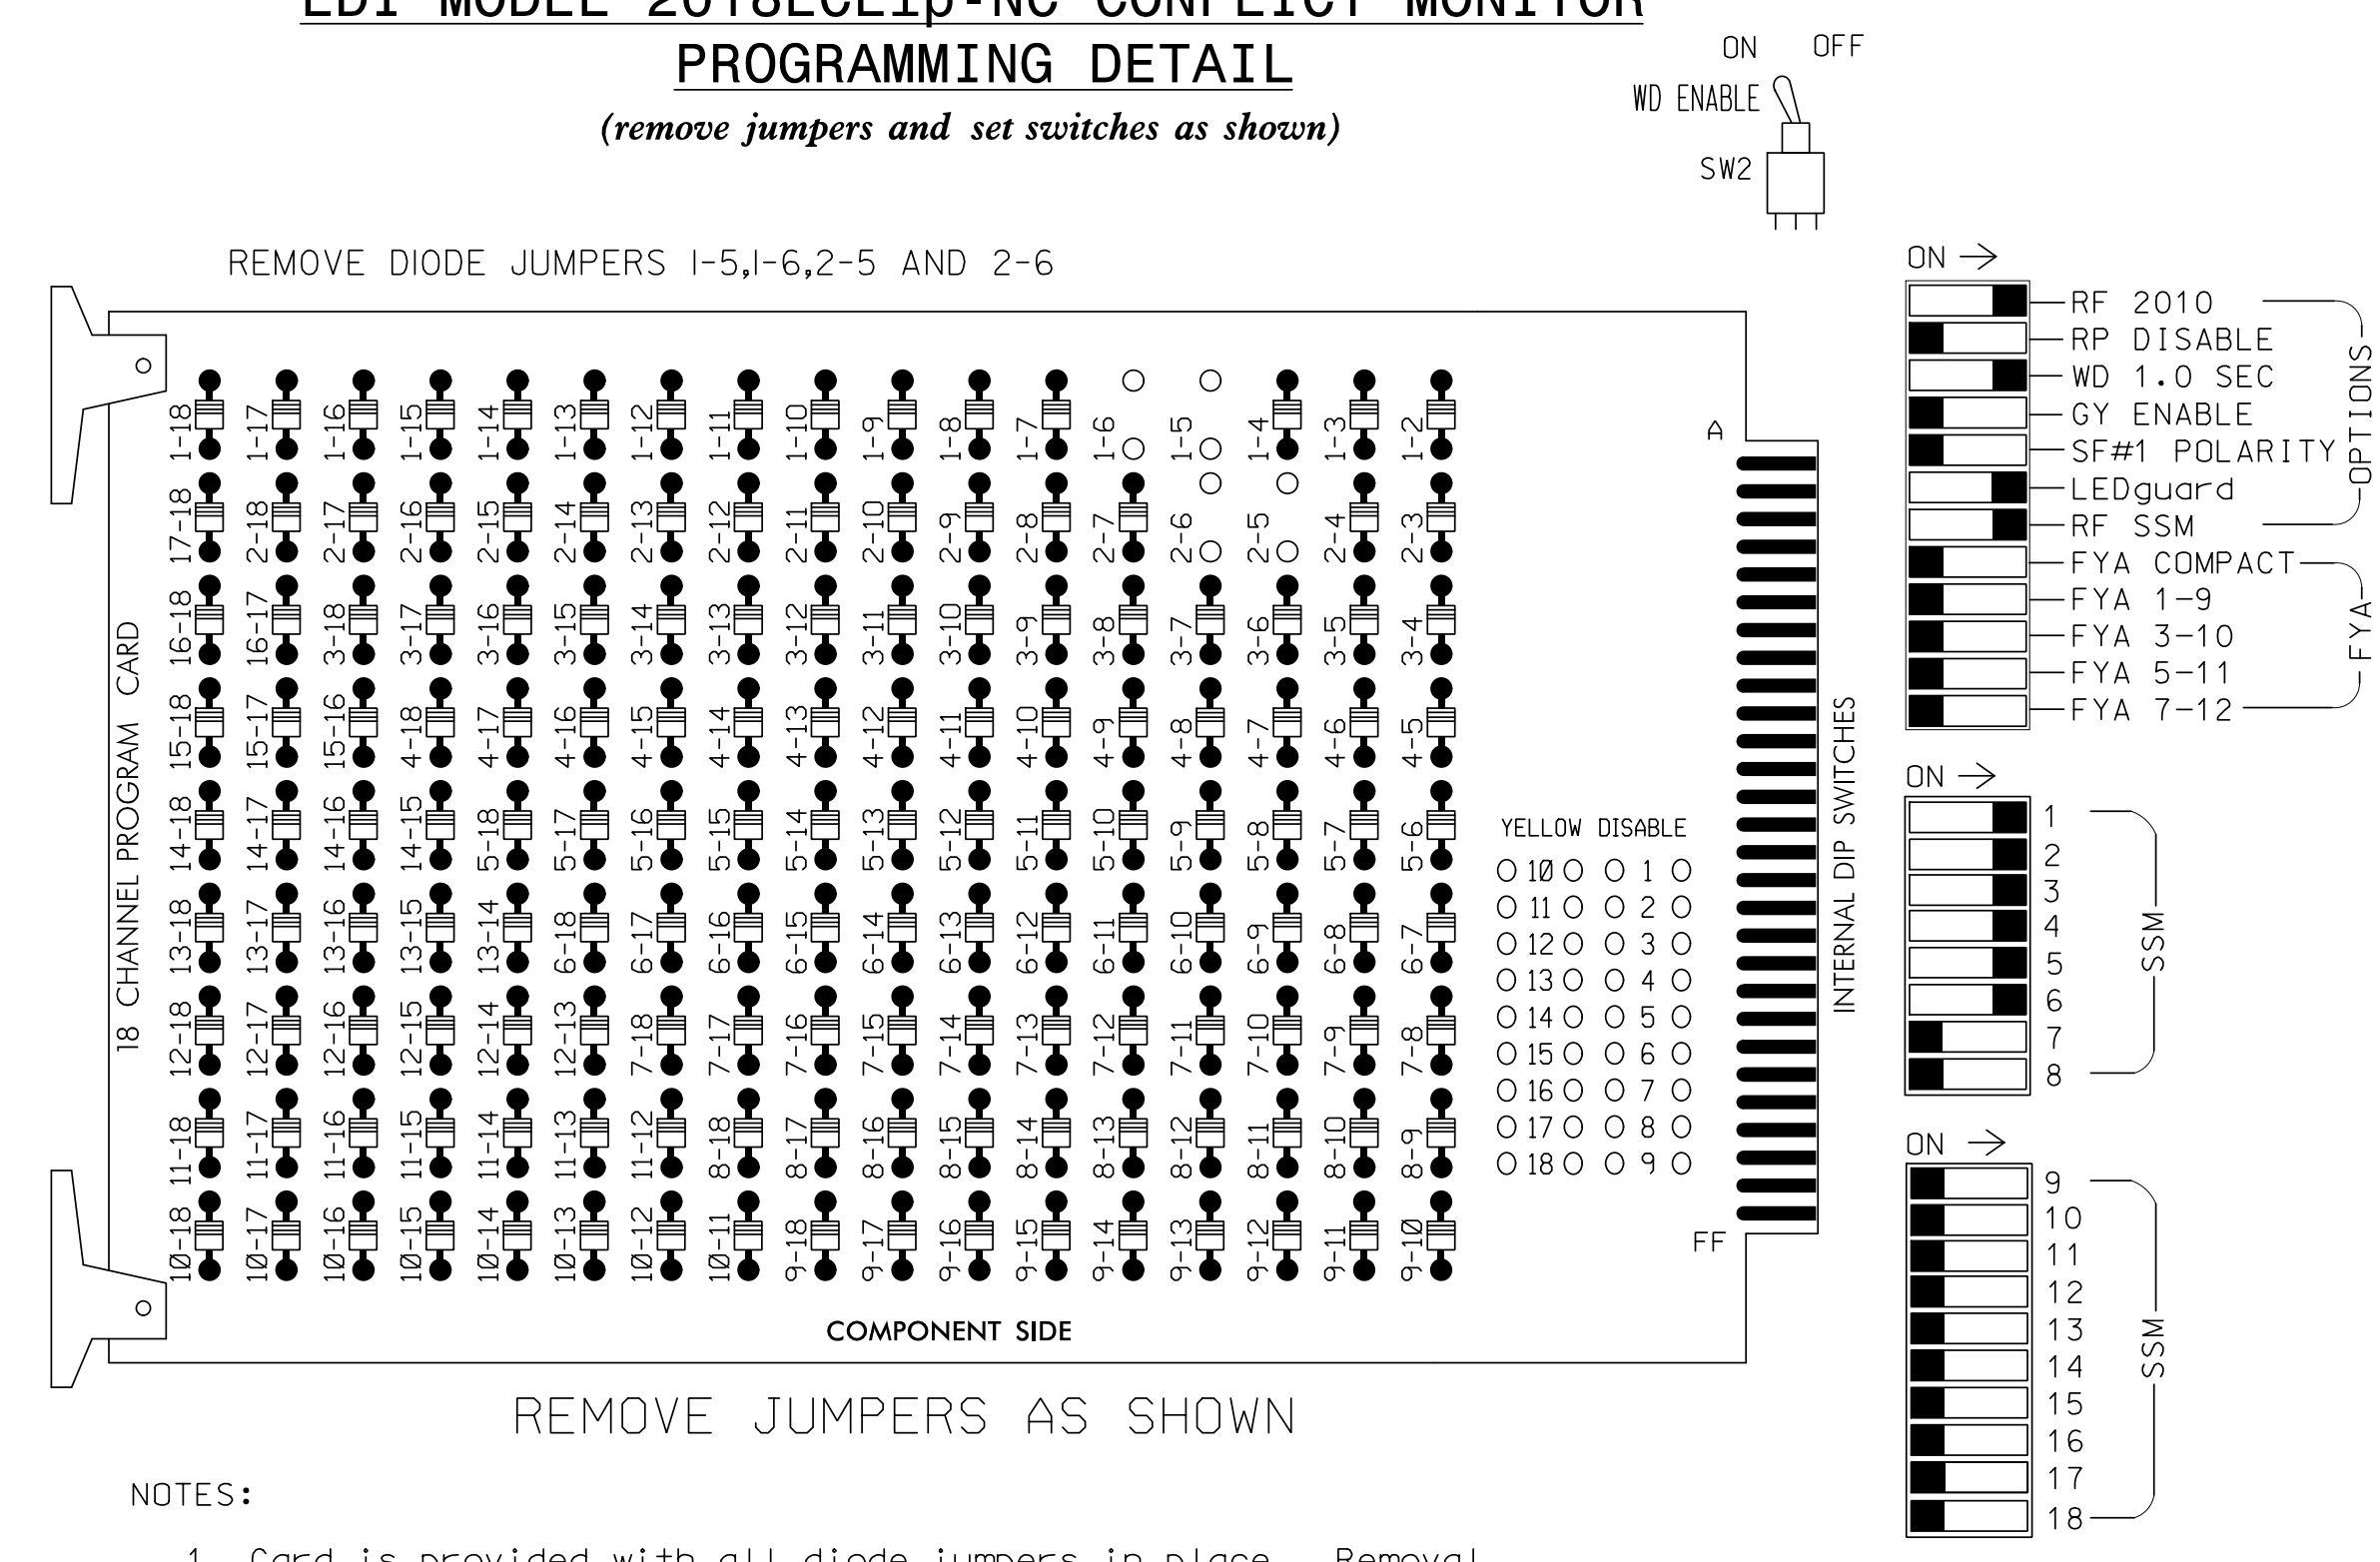 EDI MODEL 2018ECLip-NC CONFLICT MONITOR
PROGRAMMING DETAIL
(remove jumpers and set switches as shown)
ON OFF
WD ENABLE
SW2
REMOVE DIODE JUMPERS 1-5,1-6,2-5 AND 2-6
18 CHANNEL PROGRAM CARD
1-18 1-17 1-16 1-15 1-14 1-13 1-12 1-11 1-10 1-9 1-8 1-7 1-6 1-5 1-4 1-3 1-2
17-18 2-18 2-17 2-16 2-15 2-14 2-13 2-12 2-11 2-10 2-9 2-8 2-7 2-6 2-5 2-4 2-3
16-18 16-17 3-18 3-17 3-16 3-15 3-14 3-13 3-12 3-11 3-10 3-9 3-8 3-7 3-6 3-5 3-4
15-18 15-17 15-16 4-18 4-17 4-16 4-15 4-14 4-13 4-12 4-11 4-10 4-9 4-8 4-7 4-6 4-5
14-18 14-17 14-16 14-15 5-18 5-17 5-16 5-15 5-14 5-13 5-12 5-11 5-10 5-9 5-8 5-7 5-6
13-18 13-17 13-16 13-15 13-14 6-18 6-17 6-16 6-15 6-14 6-13 6-12 6-11 6-10 6-9 6-8 6-7
12-18 12-17 12-16 12-15 12-14 12-13 7-18 7-17 7-16 7-15 7-14 7-13 7-12 7-11 7-10 7-9 7-8
11-18 11-17 11-16 11-15 11-14 11-13 11-12 8-18 8-17 8-16 8-15 8-14 8-13 8-12 8-11 8-10 8-9
10-18 10-17 10-16 10-15 10-14 10-13 10-12 10-11 9-18 9-17 9-16 9-15 9-14 9-13 9-12 9-11 9-10
A
YELLOW DISABLE
10 1
11 2
12 3
13 4
14 5
15 6
16 7
17 8
18 9
FF
COMPONENT SIDE
INTERNAL DIP SWITCHES
ON
RF 2010
RP DISABLE
WD 1.0 SEC
GY ENABLE
SF#1 POLARITY
LEDguard
RF SSM
OPTIONS
FYA COMPACT
FYA 1-9
FYA 3-10
FYA 5-11
FYA 7-12
FYA
ON
1
2
3
4
5
6
7
8
SSM
ON
9
10
11
12
13
14
15
16
17
18
SSM
REMOVE JUMPERS AS SHOWN
NOTES:
1. Card is provided with all diode jumpers in place. Removal